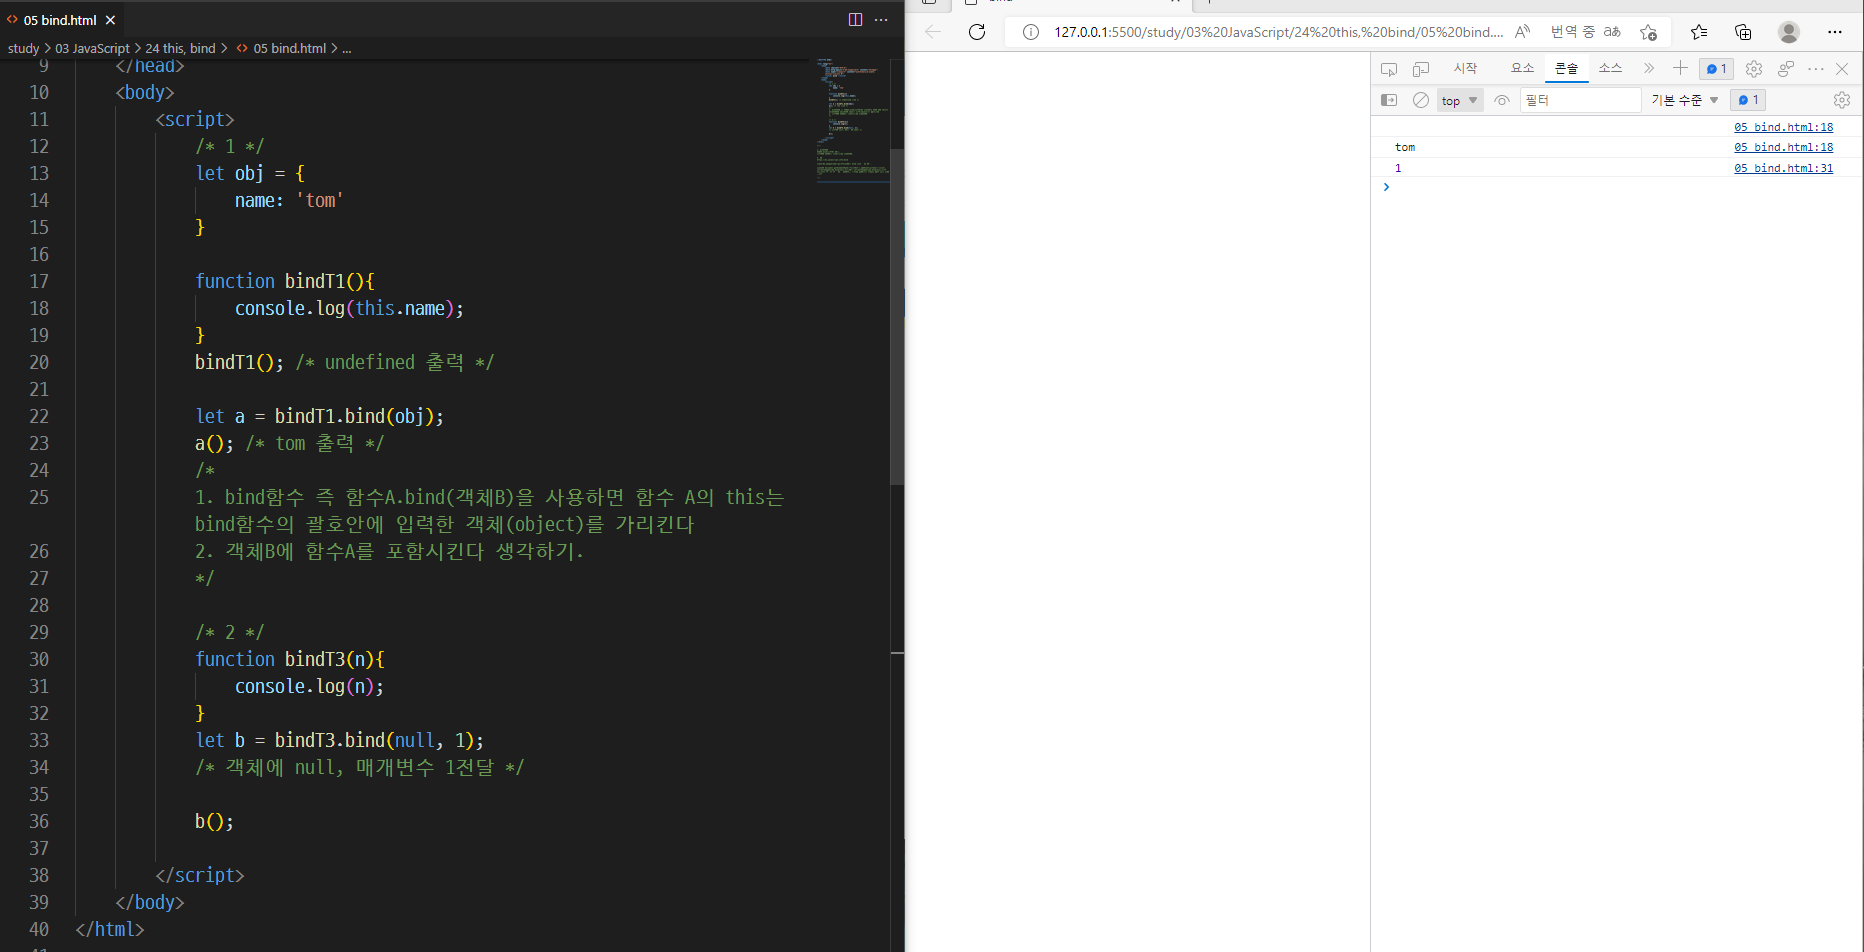 05 bind.html
study > 03 JavaScript > 24 this, bind > 05 bind.html > ...
9 </head>
10 <body>
11 <script>
12 /* 1 */
13 let obj = {
14 name: 'tom'
15 }
16
17 function bindT1(){
18 console.log(this.name);
19 }
20 bindT1(); /* undefined 출력 */
21
22 let a = bindT1.bind(obj);
23 a(); /* tom 출력 */
24 /*
25 1. bind함수 즉 함수A.bind(객체B)을 사용하면 함수 A의 this는
bind함수의 괄호안에 입력한 객체(object)를 가리킨다
26 2. 객체B에 함수A를 포함시킨다 생각하기.
27 */
28
29 /* 2 */
30 function bindT3(n){
31 console.log(n);
32 }
33 let b = bindT3.bind(null, 1);
34 /* 객체에 null, 매개변수 1전달 */
35
36 b();
37
38 </script>
39 </body>
40 </html>
127.0.0.1:5500/study/03%20JavaScript/24%20this,%20bind/05%20bind.... 번역 중 aあ
시작 요소 콘솔 소스 1
top 필터 기본 수준 1
05 bind.html:18
tom 05 bind.html:18
1 05 bind.html:31